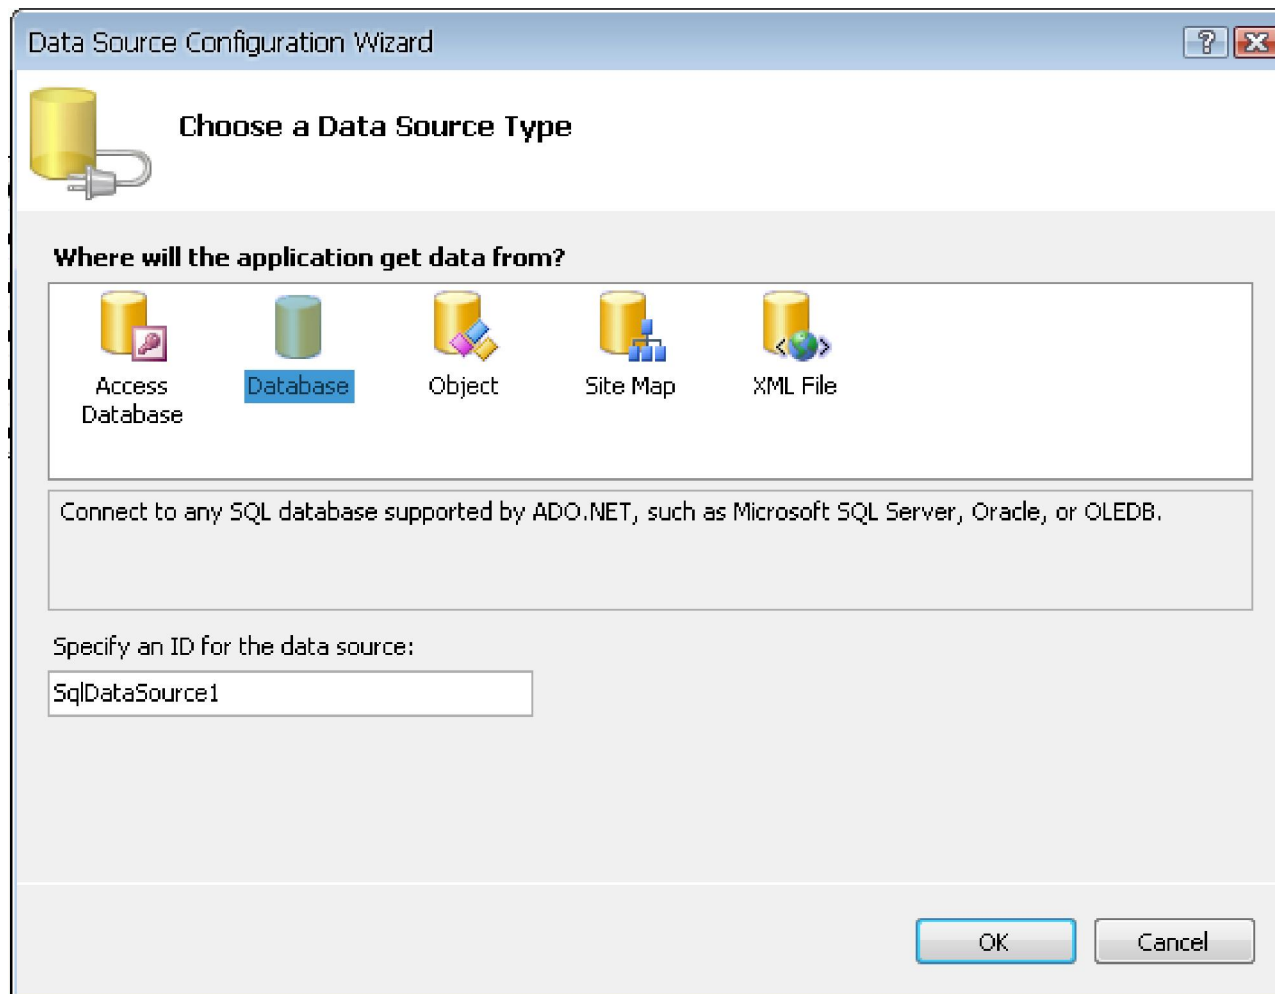 Data Source Configuration Wizard
Choose a Data Source Type
Where will the application get data from?
Access Database
Database
Object
Site Map
XML File
Connect to any SQL database supported by ADO.NET, such as Microsoft SQL Server, Oracle, or OLEDB.
Specify an ID for the data source:
SqlDataSource1
OK
Cancel